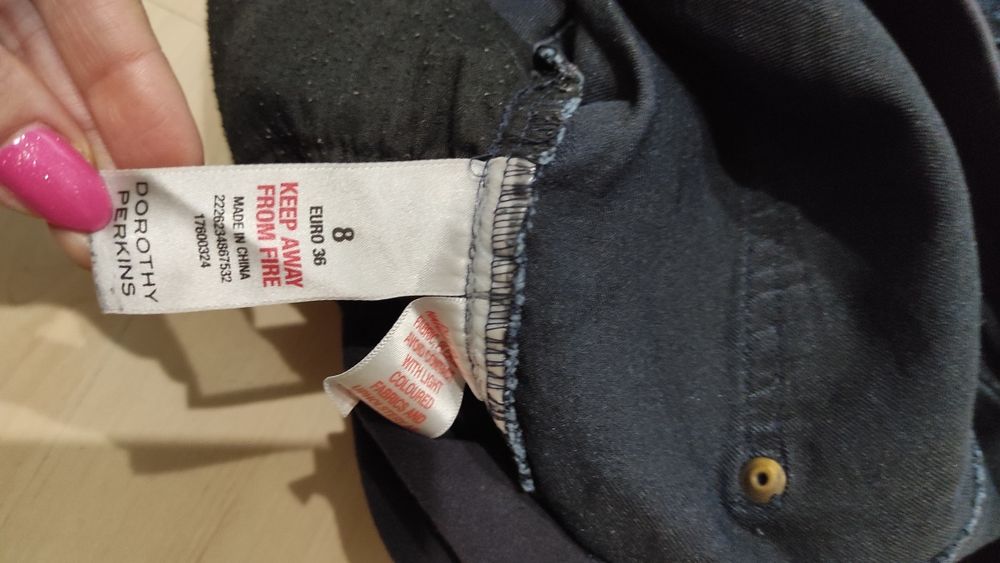 8
EURO 36
KEEP AWAY
FROM FIRE
MADE IN CHINA
2226234867532
17600324
DOROTHY
PERKINS
AVOID
WITH LIGHT
COLOURED
FABRICS AND